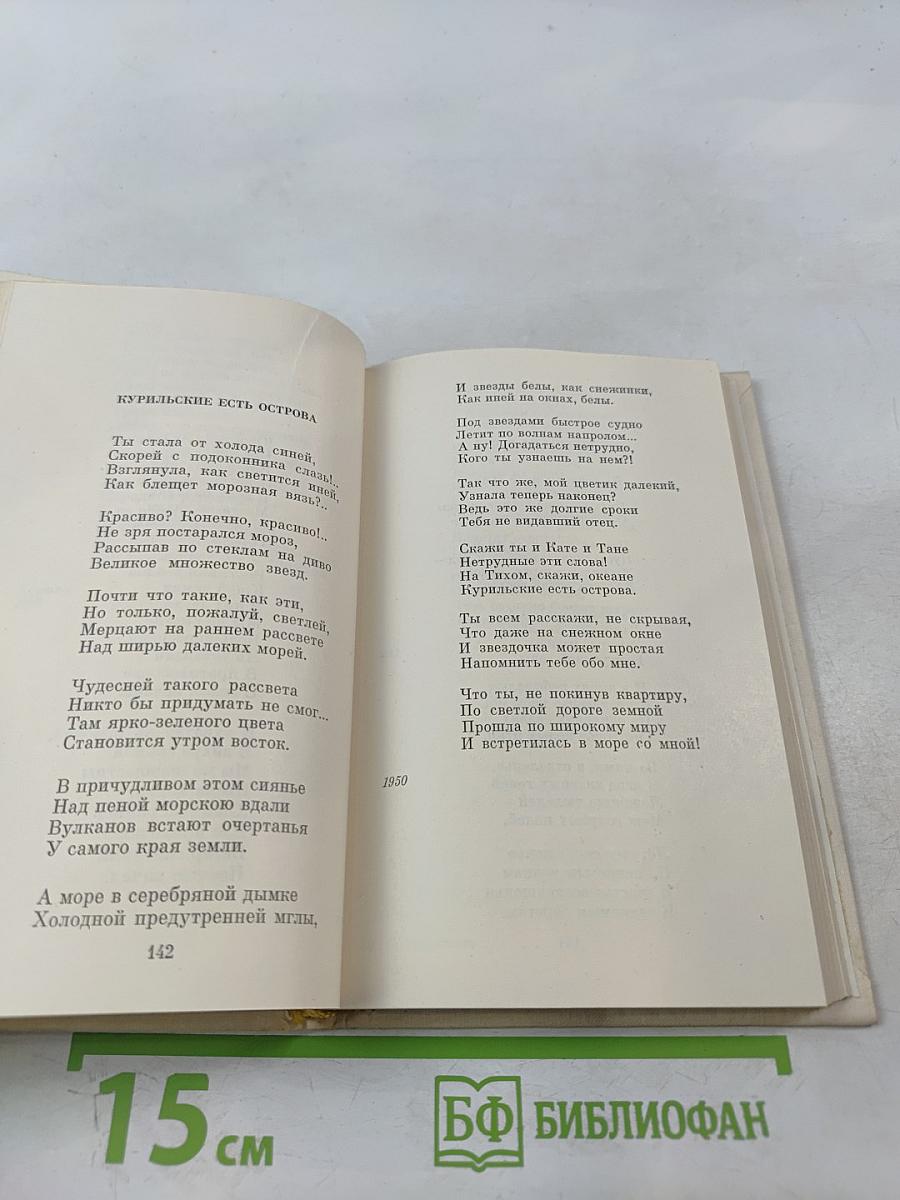 КУРИЛЬСКИЕ ЕСТЬ ОСТРОВА
Ты стала от холода синей,
Скорей с подоконника слазь!..
Взглянула, как светится иней,
Как блещет морозная вязь?..
Красиво? Конечно, красиво!..
Не зря постарался мороз,
Рассыпав по стеклам на диво
Великое множество звезд.
Почти что такие, как эти,
Но только, пожалуй, светлей,
Мерцают на раннем рассвете
Над ширью далеких морей.
Чудесней такого рассвета
Никто бы придумать не смог...
Там ярко-зеленого цвета
Становится утром восток.
В причудливом этом сиянье
Над пеной морскою вдали
Вулканов встают очертанья
У самого края земли.
А море в серебряной дымке
Холодной предутренней мглы,
142
И звезды белы, как снежинки,
Как иней на окнах, белы.
Под звездами быстрое судно
Летит по волнам напролом...
А ну! Догадаться нетрудно,
Кого ты узнаешь на нем?!
Так что же, мой цветик далекий,
Узнала теперь наконец?
Ведь это же долгие сроки
Тебя не видавший отец.
Скажи ты и Кате и Тане
Нетрудные эти слова!
На Тихом, скажи, океане
Курильские есть острова.
Ты всем расскажи, не скрывая,
Что даже на снежном окне
И звездочка может простая
Напомнить тебе обо мне.
Что ты, не покинув квартиру,
По светлой дороге земной
Прошла по широкому миру
И встретилась в море со мной!
1950
15 см
БФ БИБЛИОФАН